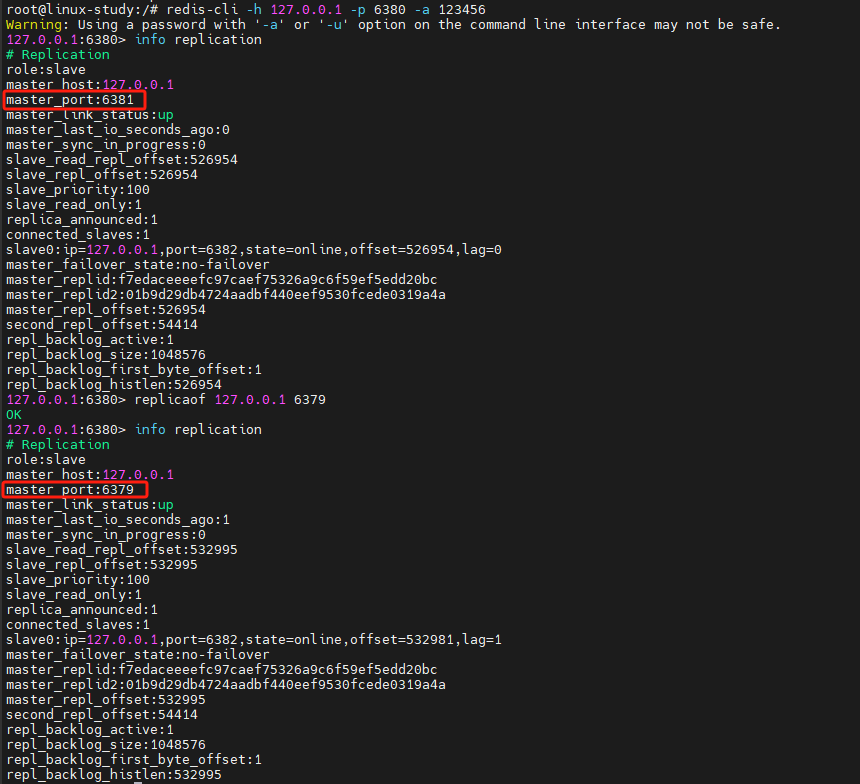 root@linux-study:/# redis-cli -h 127.0.0.1 -p 6380 -a 123456
Warning: Using a password with '-a' or '-u' option on the command line interface may not be safe.
127.0.0.1:6380> info replication
# Replication
role:slave
master_host:127.0.0.1
master_port:6381
master_link_status:up
master_last_io_seconds_ago:0
master_sync_in_progress:0
slave_read_repl_offset:526954
slave_repl_offset:526954
slave_priority:100
slave_read_only:1
replica_announced:1
connected_slaves:1
slave0:ip=127.0.0.1,port=6382,state=online,offset=526954,lag=0
master_failover_state:no-failover
master_replid:f7edaceeeefc97caef75326a9c6f59ef5edd20bc
master_replid2:01b9d29db4724aadbf440eef9530fcede0319a4a
master_repl_offset:526954
second_repl_offset:54414
repl_backlog_active:1
repl_backlog_size:1048576
repl_backlog_first_byte_offset:1
repl_backlog_histlen:526954
127.0.0.1:6380> replicaof 127.0.0.1 6379
OK
127.0.0.1:6380> info replication
# Replication
role:slave
master_host:127.0.0.1
master_port:6379
master_link_status:up
master_last_io_seconds_ago:1
master_sync_in_progress:0
slave_read_repl_offset:532995
slave_repl_offset:532995
slave_priority:100
slave_read_only:1
replica_announced:1
connected_slaves:1
slave0:ip=127.0.0.1,port=6382,state=online,offset=532981,lag=1
master_failover_state:no-failover
master_replid:f7edaceeeefc97caef75326a9c6f59ef5edd20bc
master_replid2:01b9d29db4724aadbf440eef9530fcede0319a4a
master_repl_offset:532995
second_repl_offset:54414
repl_backlog_active:1
repl_backlog_size:1048576
repl_backlog_first_byte_offset:1
repl_backlog_histlen:532995